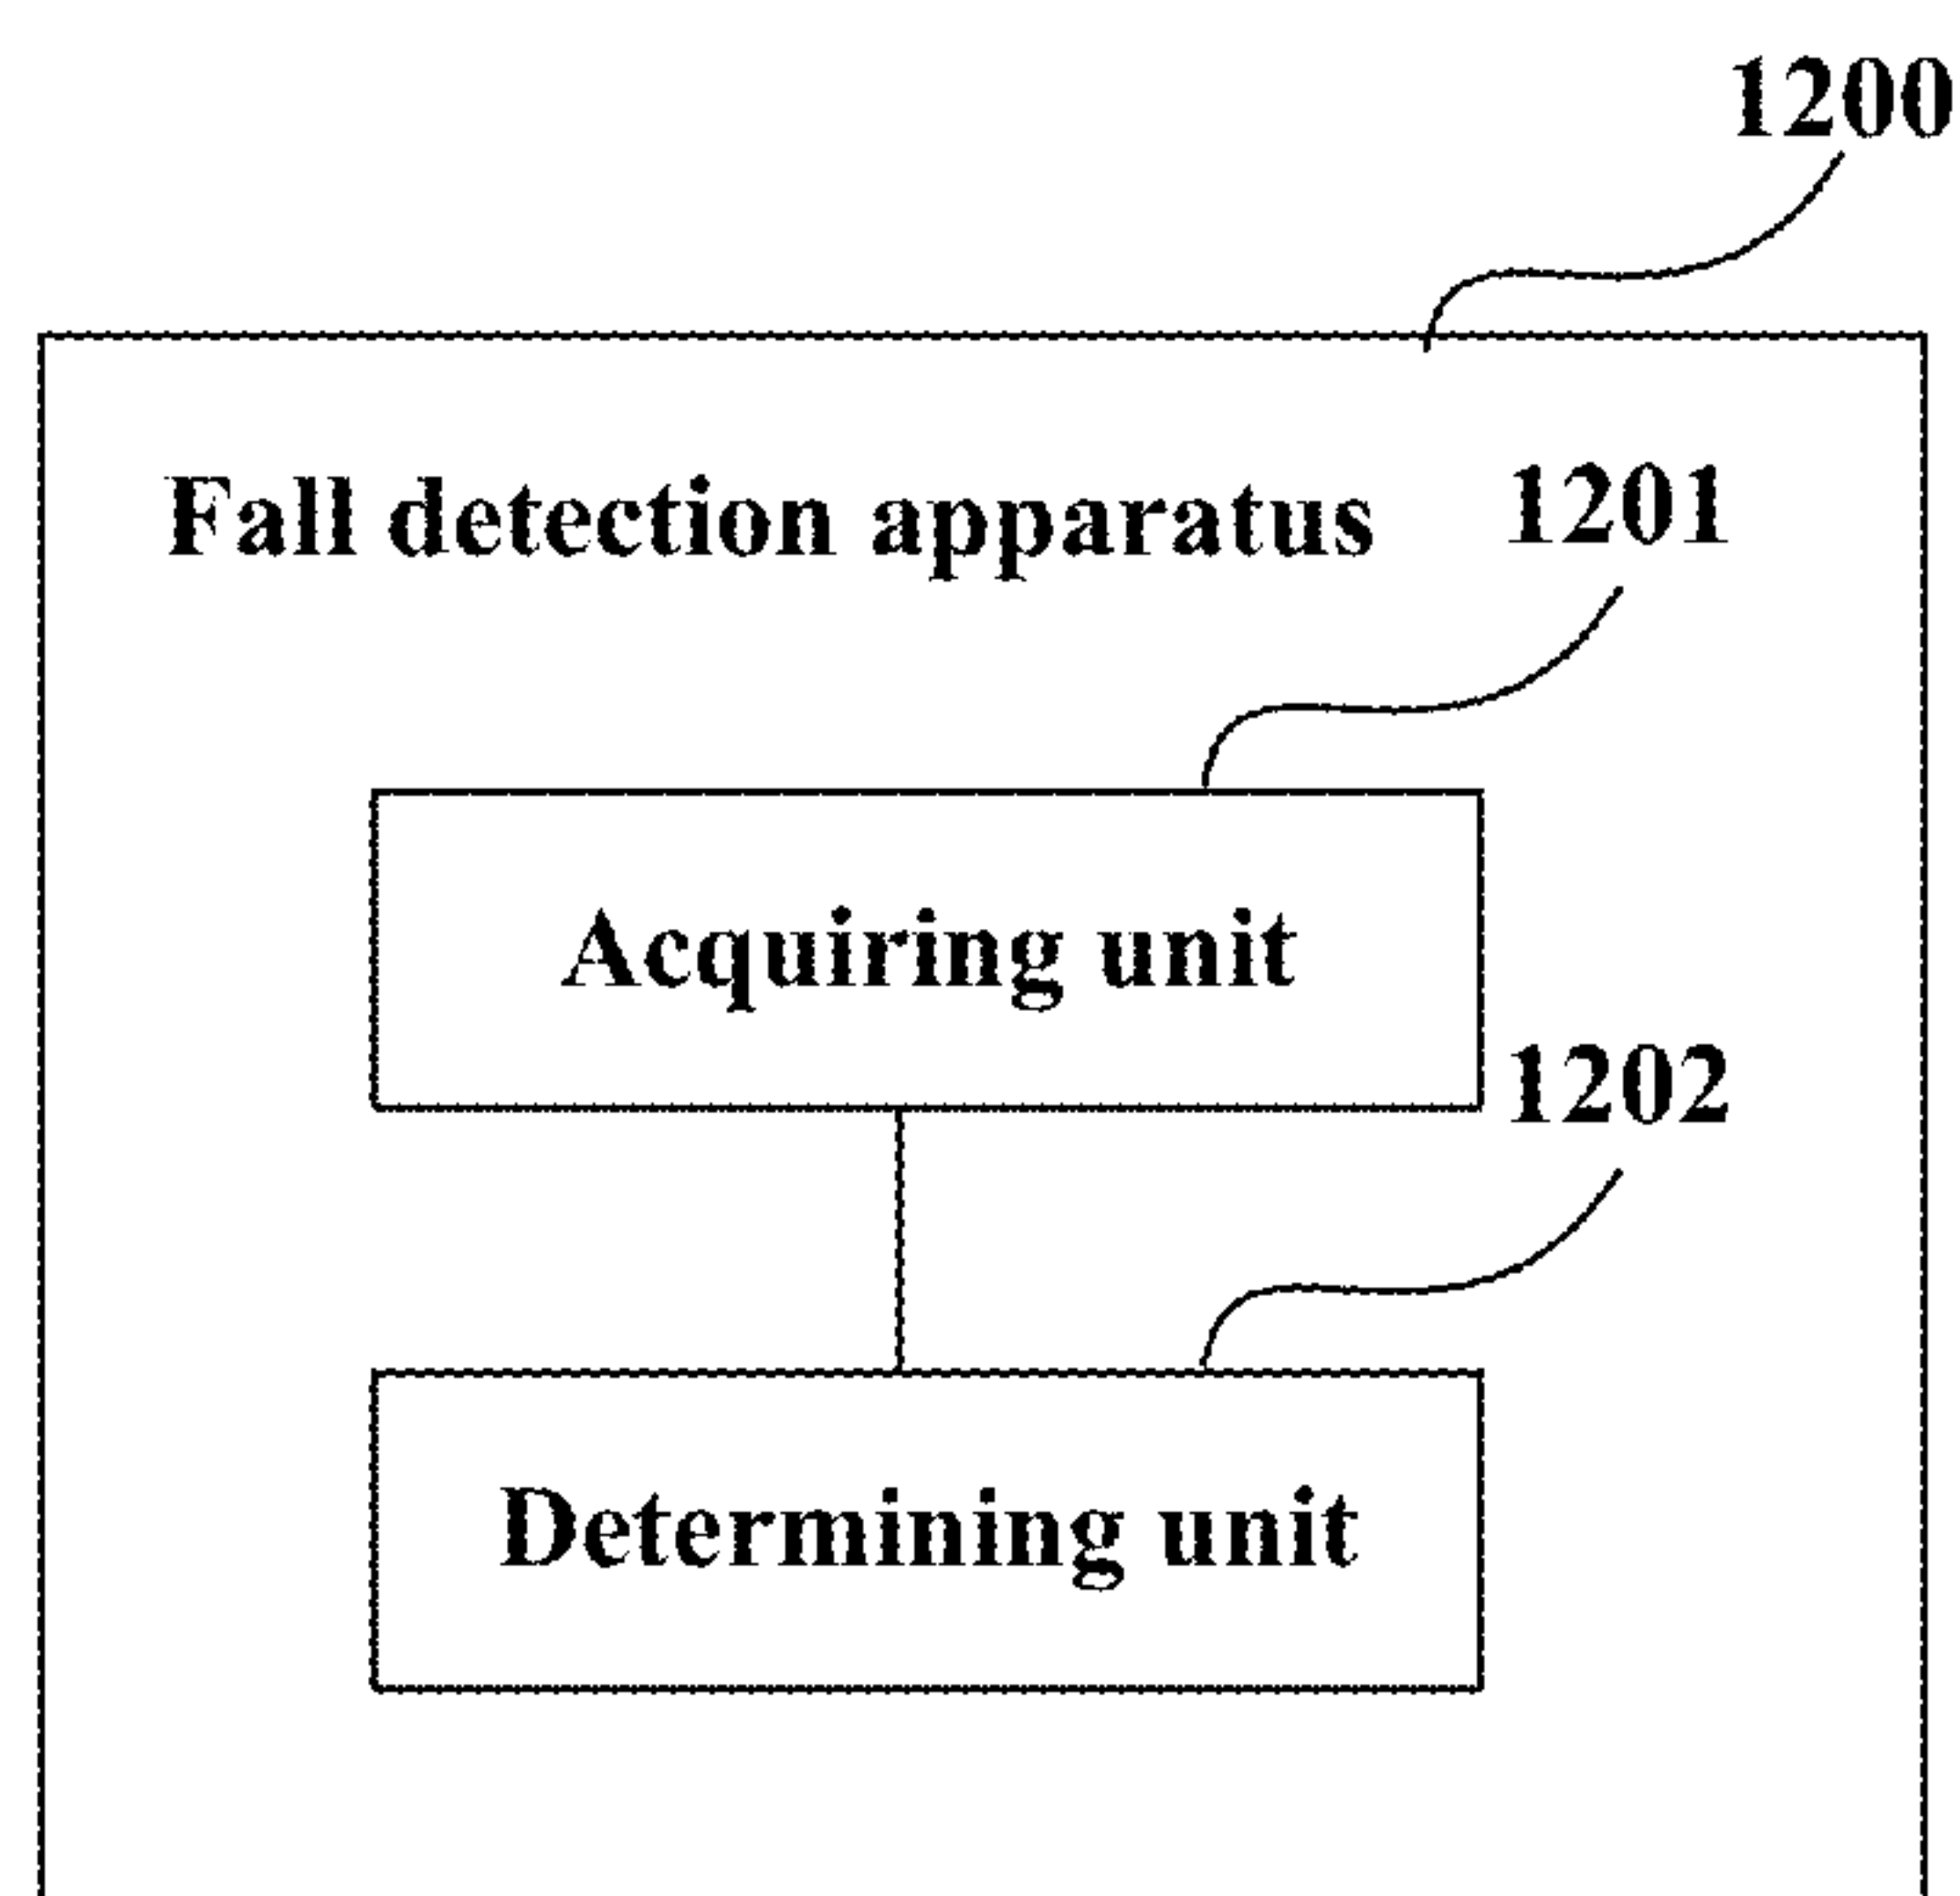 1200
Fall detection apparatus 1201
Acquiring unit
1202
Determining unit